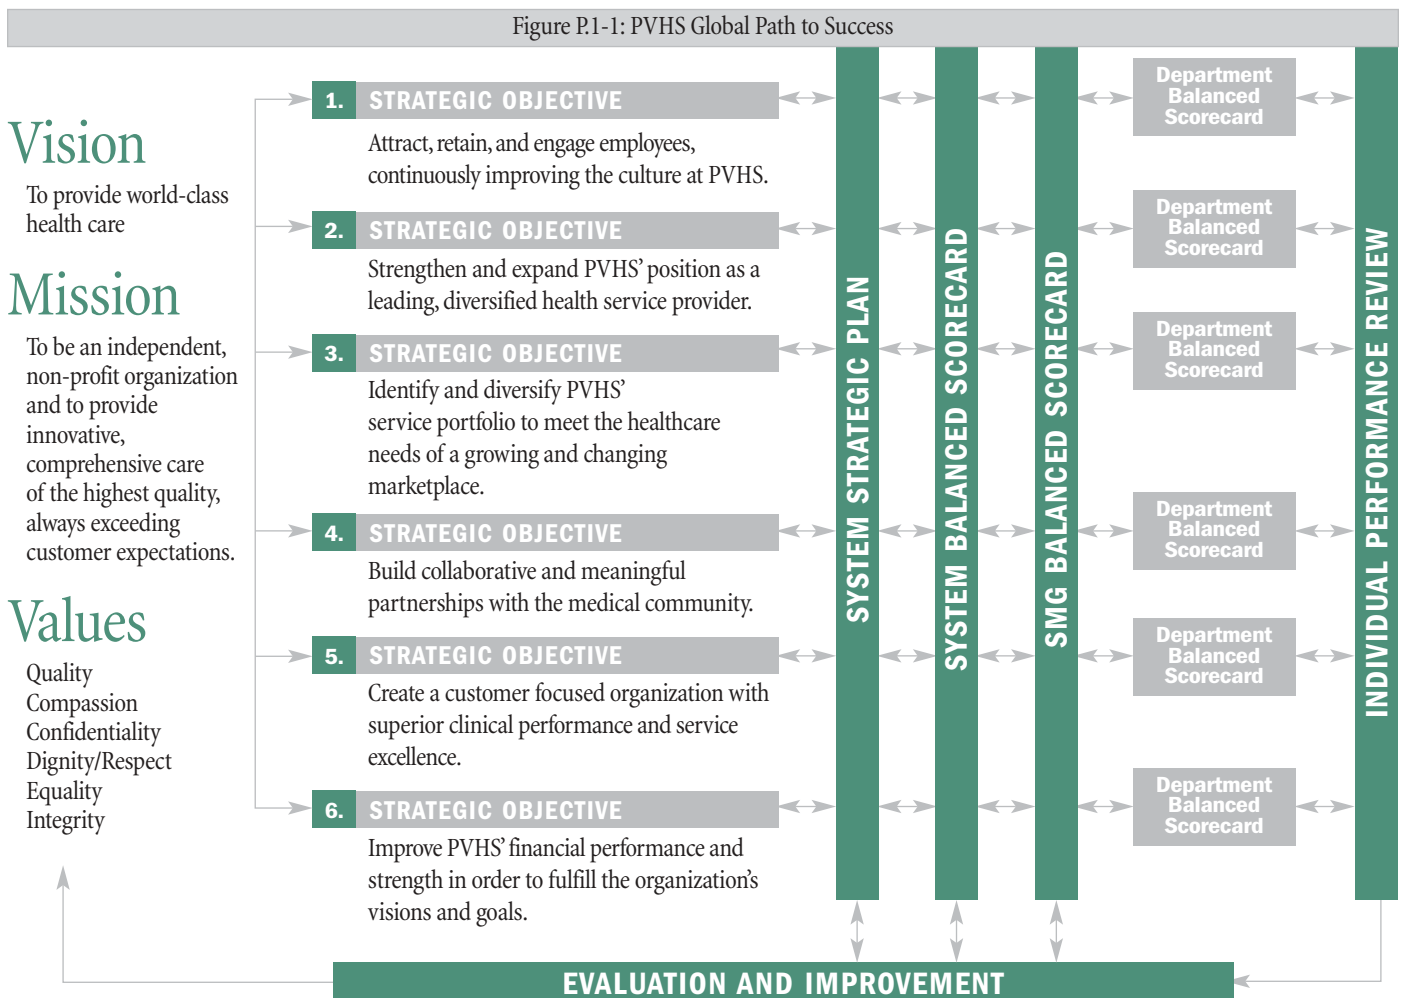 Figure P.1-1: PVHS Global Path to Success
Vision
To provide world-class
health care
Mission
To be an independent,
non-profit organization
and to provide
innovative,
comprehensive care
of the highest quality,
always exceeding
customer expectations.
Values
Quality
Compassion
Confidentiality
Dignity/Respect
Equality
Integrity
1. STRATEGIC OBJECTIVE
Attract, retain, and engage employees,
continuously improving the culture at PVHS.
2. STRATEGIC OBJECTIVE
Strengthen and expand PVHS' position as a
leading, diversified health service provider.
3. STRATEGIC OBJECTIVE
Identify and diversify PVHS'
service portfolio to meet the healthcare
needs of a growing and changing
marketplace.
4. STRATEGIC OBJECTIVE
Build collaborative and meaningful
partnerships with the medical community.
5. STRATEGIC OBJECTIVE
Create a customer focused organization with
superior clinical performance and service
excellence.
6. STRATEGIC OBJECTIVE
Improve PVHS' financial performance and
strength in order to fulfill the organization's
visions and goals.
SYSTEM STRATEGIC PLAN
SYSTEM BALANCED SCORECARD
SMG BALANCED SCORECARD
Department
Balanced
Scorecard
Department
Balanced
Scorecard
Department
Balanced
Scorecard
Department
Balanced
Scorecard
Department
Balanced
Scorecard
Department
Balanced
Scorecard
INDIVIDUAL PERFORMANCE REVIEW
EVALUATION AND IMPROVEMENT